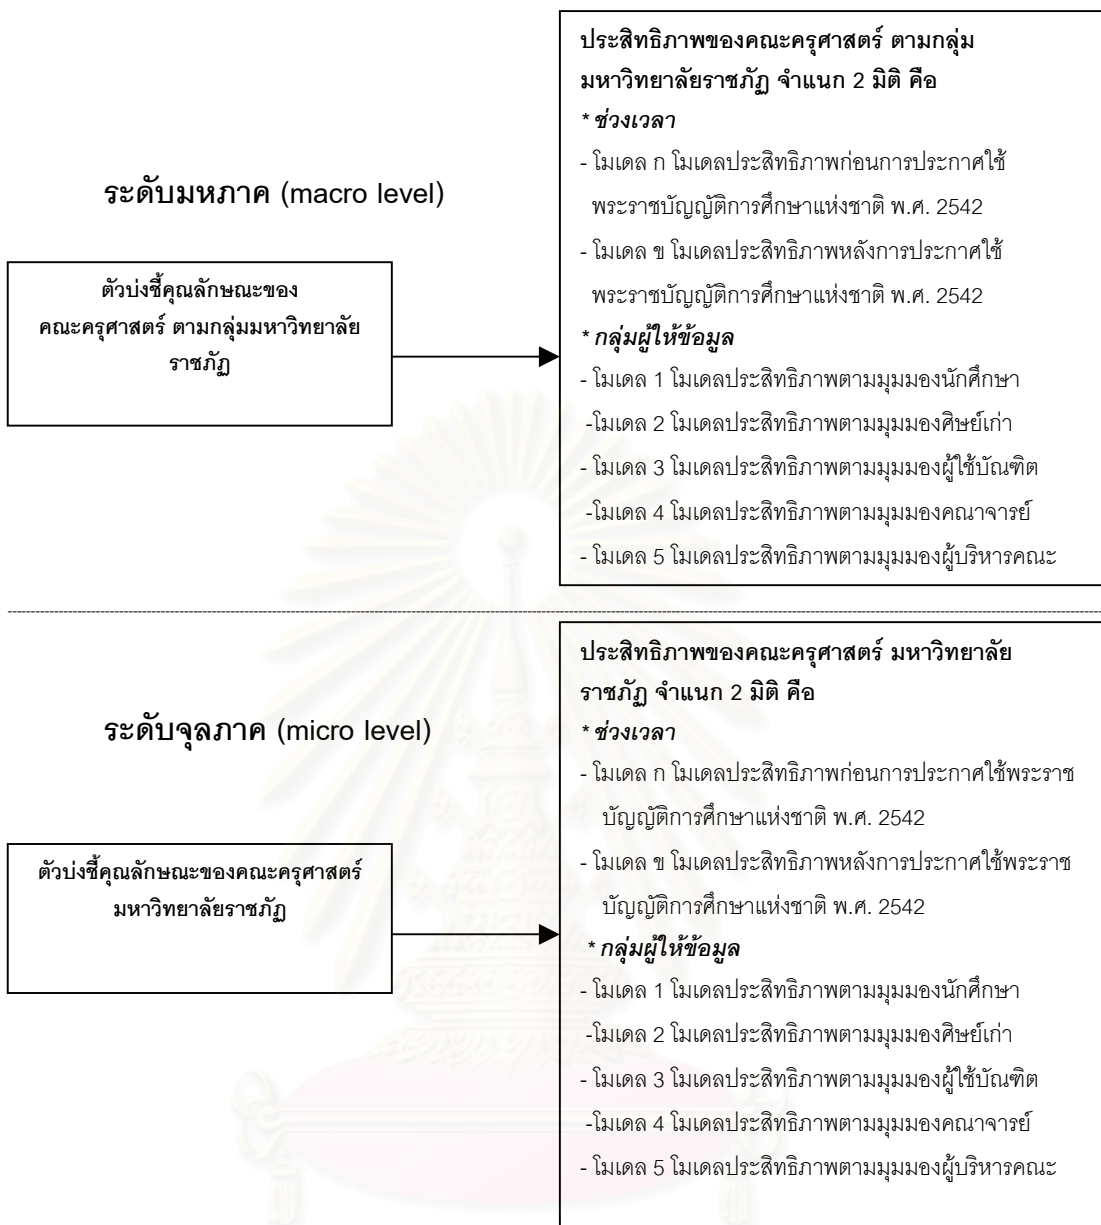 ระดับมหภาค (macro level)
ตัวบ่งชี้คุณลักษณะของ
คณะครุศาสตร์ ตามกลุ่มมหาวิทยาลัย
ราชภัฏ
ประสิทธิภาพของคณะครุศาสตร์ ตามกลุ่ม
มหาวิทยาลัยราชภัฏ จำแนก 2 มิติ คือ
* ช่วงเวลา
- โมเดล ก โมเดลประสิทธิภาพก่อนการประกาศใช้
พระราชบัญญัติการศึกษาแห่งชาติ พ.ศ. 2542
- โมเดล ข โมเดลประสิทธิภาพหลังการประกาศใช้
พระราชบัญญัติการศึกษาแห่งชาติ พ.ศ. 2542
* กลุ่มผู้ให้ข้อมูล
- โมเดล 1 โมเดลประสิทธิภาพตามมุมมองนักศึกษา
-โมเดล 2 โมเดลประสิทธิภาพตามมุมมองศิษย์เก่า
- โมเดล 3 โมเดลประสิทธิภาพตามมุมมองผู้ใช้บัณฑิต
-โมเดล 4 โมเดลประสิทธิภาพตามมุมมองคณาจารย์
- โมเดล 5 โมเดลประสิทธิภาพตามมุมมองผู้บริหารคณะ
ระดับจุลภาค (micro level)
ตัวบ่งชี้คุณลักษณะของคณะครุศาสตร์
มหาวิทยาลัยราชภัฏ
ประสิทธิภาพของคณะครุศาสตร์ มหาวิทยาลัย
ราชภัฏ จำแนก 2 มิติ คือ
* ช่วงเวลา
- โมเดล ก โมเดลประสิทธิภาพก่อนการประกาศใช้พระราช
บัญญัติการศึกษาแห่งชาติ พ.ศ. 2542
- โมเดล ข โมเดลประสิทธิภาพหลังการประกาศใช้พระราช
บัญญัติการศึกษาแห่งชาติ พ.ศ. 2542
* กลุ่มผู้ให้ข้อมูล
- โมเดล 1 โมเดลประสิทธิภาพตามมุมมองนักศึกษา
-โมเดล 2 โมเดลประสิทธิภาพตามมุมมองศิษย์เก่า
- โมเดล 3 โมเดลประสิทธิภาพตามมุมมองผู้ใช้บัณฑิต
-โมเดล 4 โมเดลประสิทธิภาพตามมุมมองคณาจารย์
- โมเดล 5 โมเดลประสิทธิภาพตามมุมมองผู้บริหารคณะ